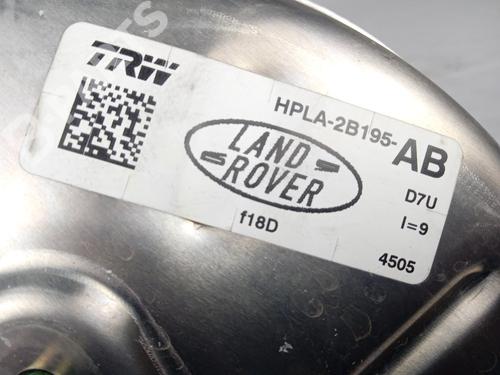 TRW
HPLA-2B195-AB
LAND
ROVER
D7U
I=9
f18D
4505